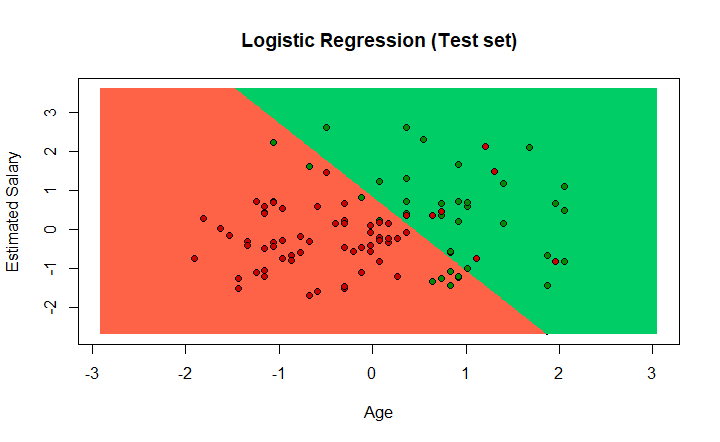 Logistic Regression (Test set)
Estimated Salary
3
2
1
0
-1
-2
-3 -2 -1 0 1 2 3
Age